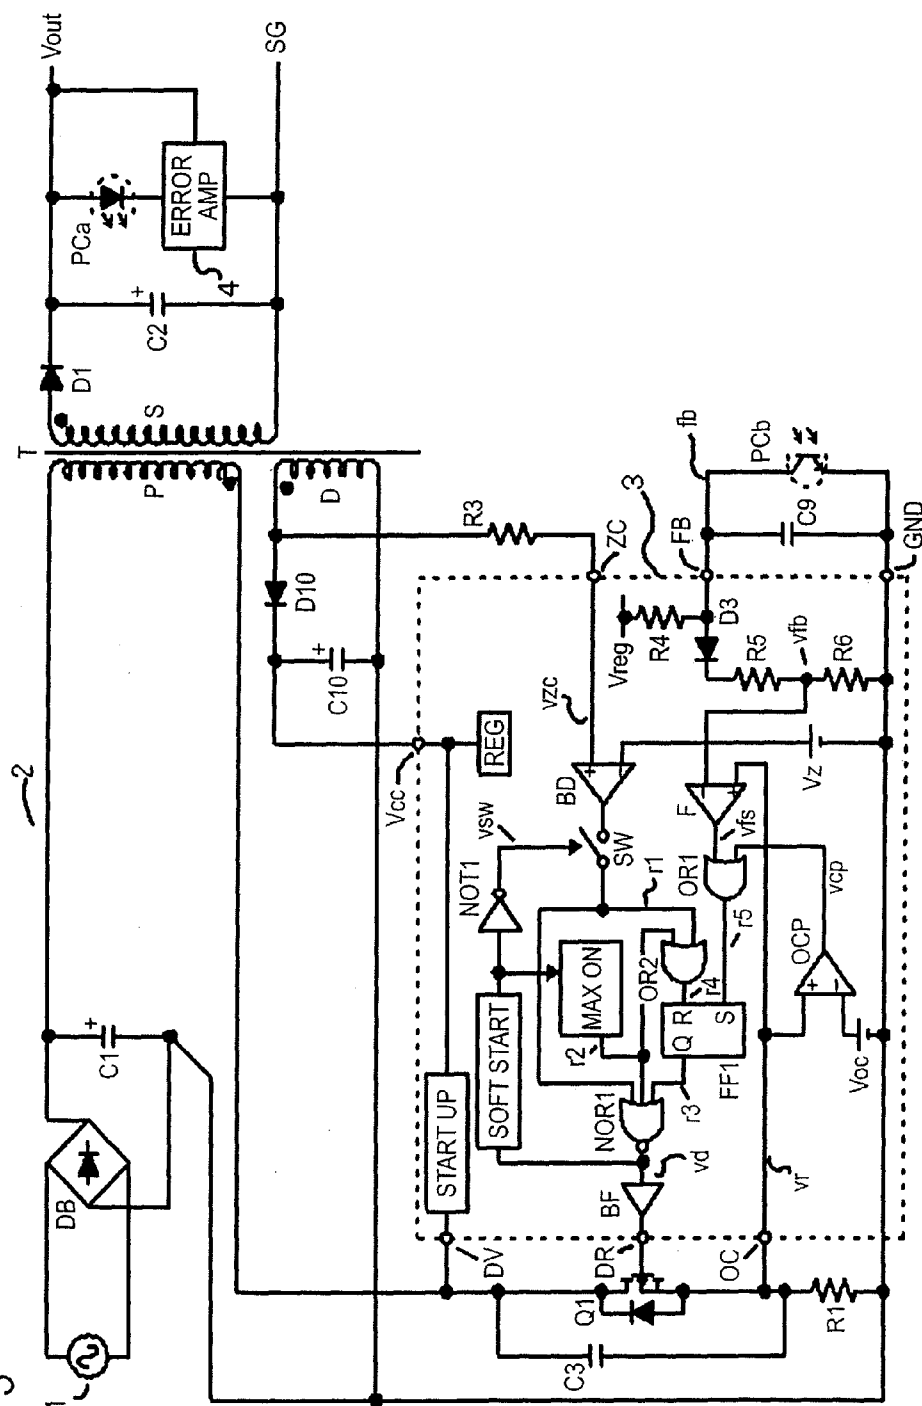 Vout
SG
PCa
ERROR AMP
4
+
C2
D1
S
T
P
D
2
D10
+
C10
R3
ZC
3
FB
fb
PCb
C9
GND
Vcc
REG
vzc
Vreg
R4
D3
R5
vfb
R6
BD
+
−
Vz
vsw
SW
NOT1
F
−
+
vfs
OR1
r1
r5
vcp
OCP
+
−
Voc
MAX ON
r2
OR2
r4
R
Q
S
FF1
r3
SOFT START
START UP
NOR1
vd
BF
vr
+
C1
DB
1
DV
DR
OC
Q1
C3
R1